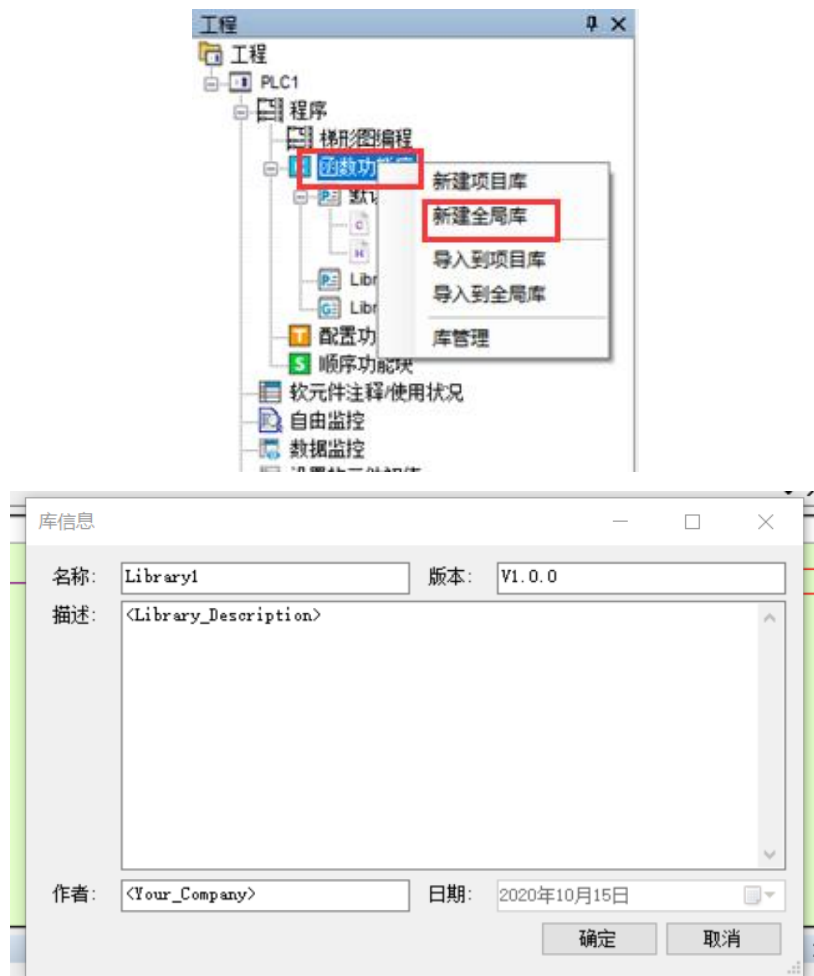 工程
工程
PLC1
程序
梯形图编程
函数功能
新建项目库
新建全局库
C
导入到项目库
H
导入到全局库
P Libr
G Libr
库管理
T 配置功
S 顺序功能块
软元件注释/使用状况
自由监控
数据监控
库信息
名称: Library1 版本: V1.0.0
描述: <Library_Description>
作者: <Your_Company> 日期: 2020年10月15日
确定 取消